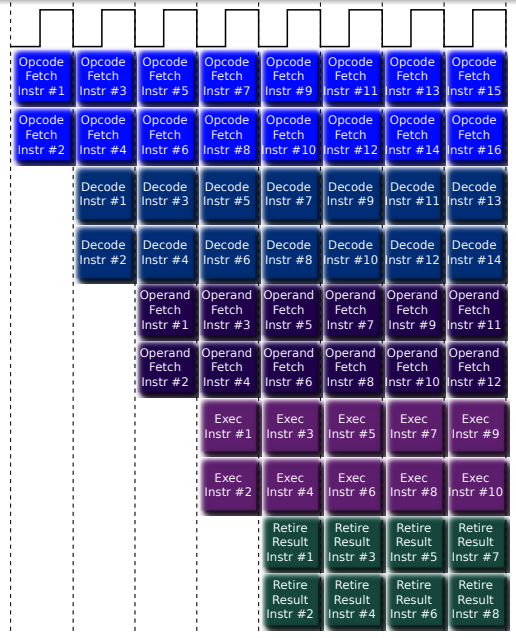 Opcode Fetch Instr #1
Opcode Fetch Instr #3
Opcode Fetch Instr #5
Opcode Fetch Instr #7
Opcode Fetch Instr #9
Opcode Fetch Instr #11
Opcode Fetch Instr #13
Opcode Fetch Instr #15
Opcode Fetch Instr #2
Opcode Fetch Instr #4
Opcode Fetch Instr #6
Opcode Fetch Instr #8
Opcode Fetch Instr #10
Opcode Fetch Instr #12
Opcode Fetch Instr #14
Opcode Fetch Instr #16
Decode Instr #1
Decode Instr #3
Decode Instr #5
Decode Instr #7
Decode Instr #9
Decode Instr #11
Decode Instr #13
Decode Instr #2
Decode Instr #4
Decode Instr #6
Decode Instr #8
Decode Instr #10
Decode Instr #12
Decode Instr #14
Operand Fetch Instr #1
Operand Fetch Instr #3
Operand Fetch Instr #5
Operand Fetch Instr #7
Operand Fetch Instr #9
Operand Fetch Instr #11
Operand Fetch Instr #2
Operand Fetch Instr #4
Operand Fetch Instr #6
Operand Fetch Instr #8
Operand Fetch Instr #10
Operand Fetch Instr #12
Exec Instr #1
Exec Instr #3
Exec Instr #5
Exec Instr #7
Exec Instr #9
Exec Instr #2
Exec Instr #4
Exec Instr #6
Exec Instr #8
Exec Instr #10
Retire Result Instr #1
Retire Result Instr #3
Retire Result Instr #5
Retire Result Instr #7
Retire Result Instr #2
Retire Result Instr #4
Retire Result Instr #6
Retire Result Instr #8